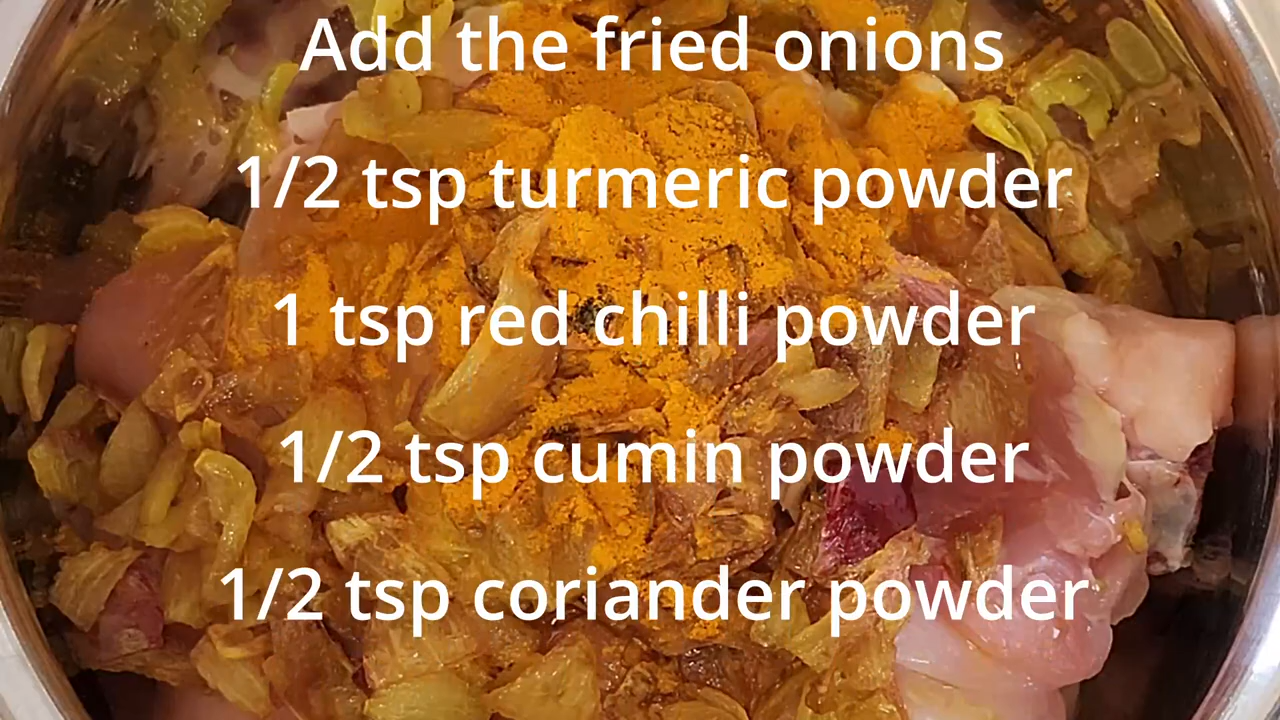 Add the fried onions
1/2 tsp turmeric powder
1 tsp red chilli powder
1/2 tsp cumin powder
1/2 tsp coriander powder